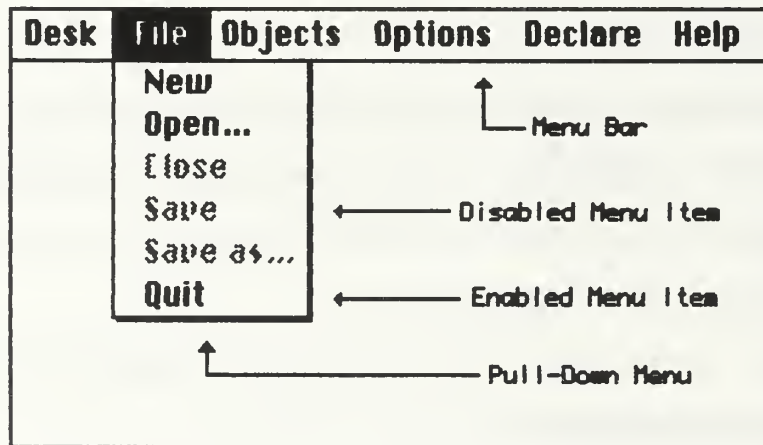 Desk File Objects Options Declare Help
New
Open...
Menu Bar
Close
Save
Disabled Menu Item
Save as...
Quit
Enabled Menu Item
Pull-Down Menu